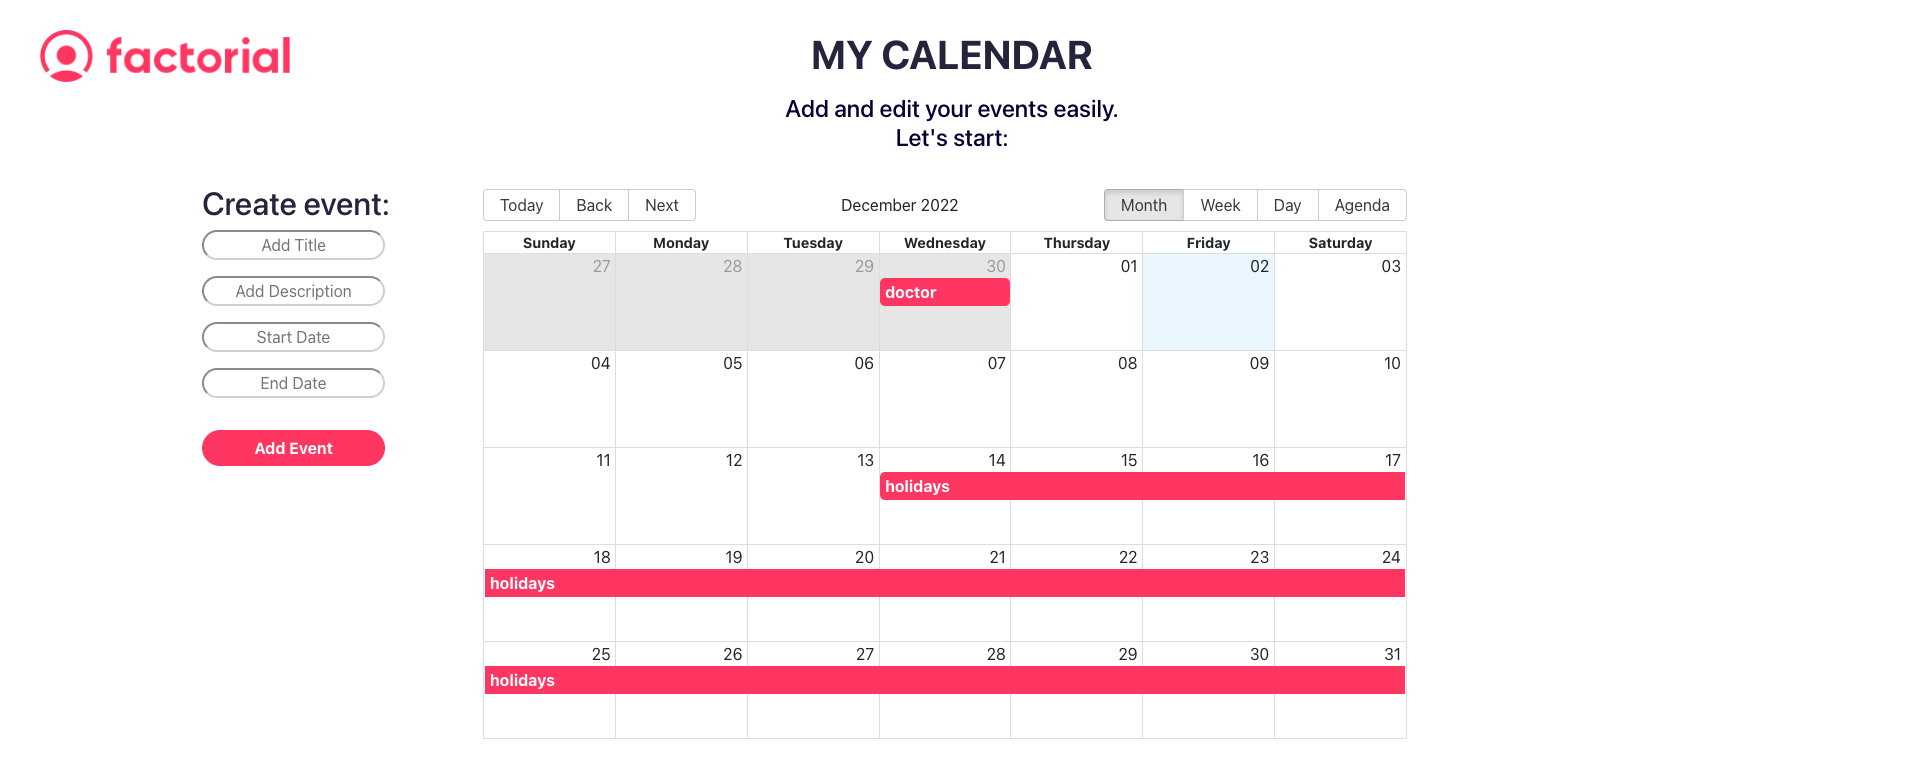 factorial
MY CALENDAR
Add and edit your events easily.
Let's start:
Create event:
Add Title
Add Description
Start Date
End Date
Add Event
Today Back Next December 2022 Month Week Day Agenda
Sunday Monday Tuesday Wednesday Thursday Friday Saturday
27 28 29 30 01 02 03
doctor
04 05 06 07 08 09 10
11 12 13 14 15 16 17
holidays
18 19 20 21 22 23 24
holidays
25 26 27 28 29 30 31
holidays